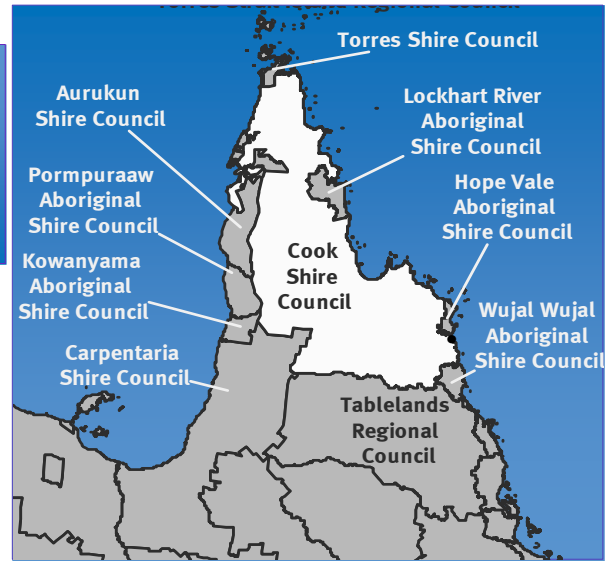 Torres Shire Council
Aurukun
Shire Council
Lockhart River
Aboriginal
Shire Council
Pormpuraaw
Aboriginal
Shire Council
Hope Vale
Aboriginal
Shire Council
Cook
Shire
Council
Kowanyama
Aboriginal
Shire Council
Wujal Wujal
Aboriginal
Shire Council
Carpentaria
Shire Council
Tablelands
Regional
Council